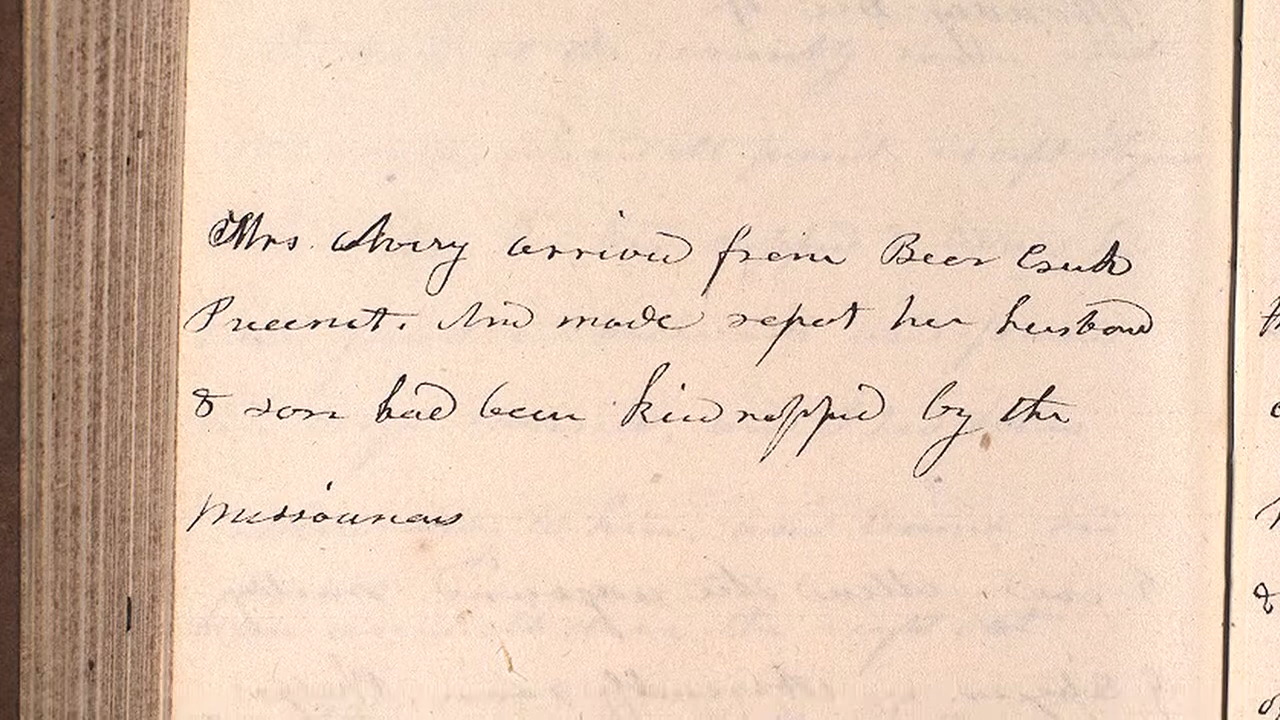 Mrs Avery arrived from Bear Creek
Precinct. And made report her husband
& son had been kidnapped by the
missourians